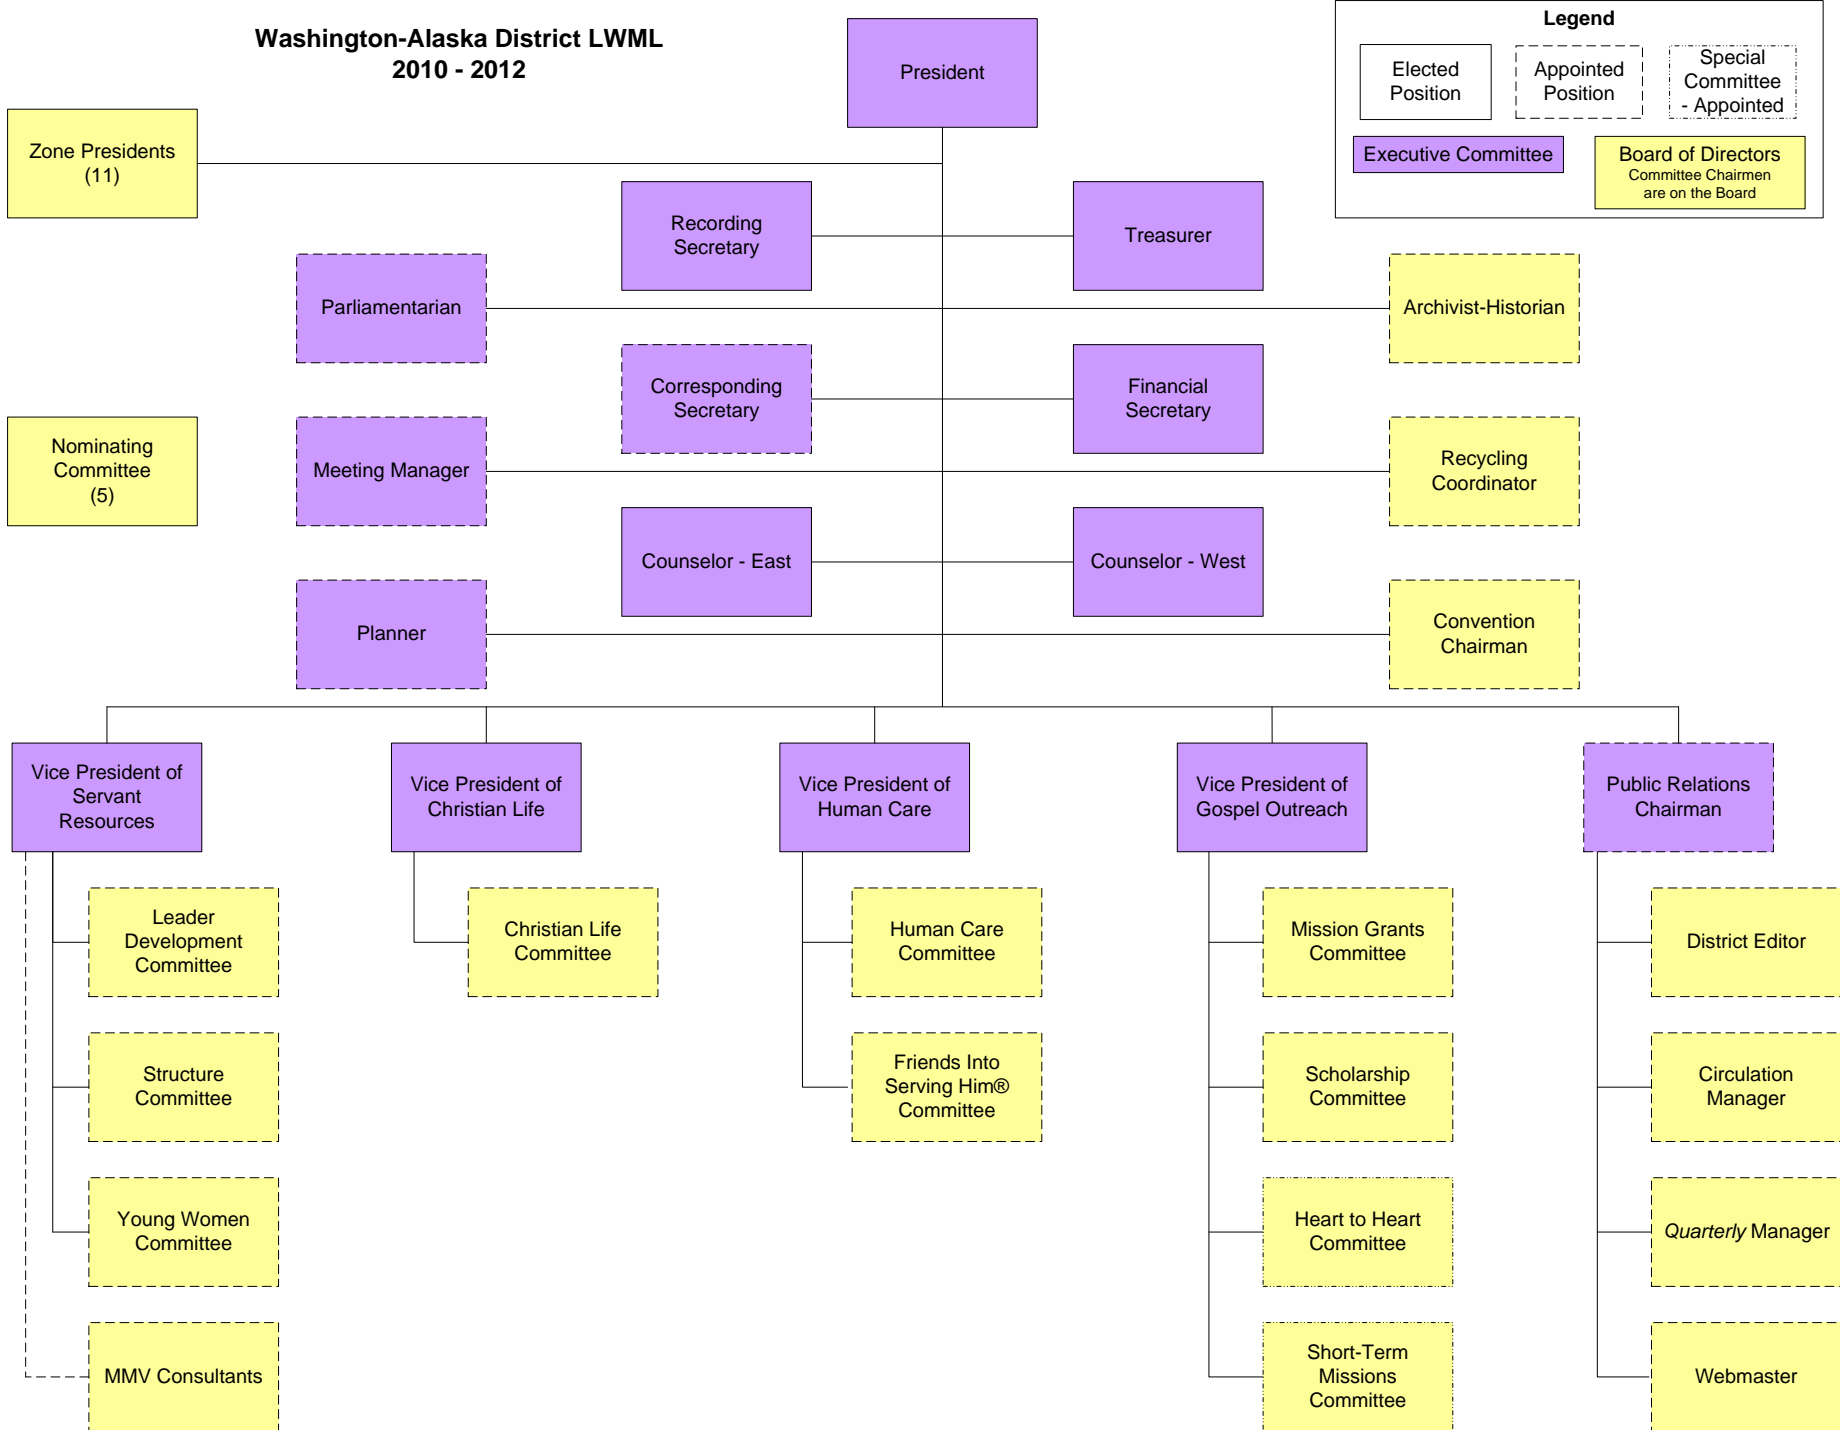 Washington-Alaska District LWML
2010 - 2012
President
Legend
Elected
Position
Appointed
Position
Special
Committee
- Appointed
Executive Committee
Board of Directors
Committee Chairmen
are on the Board
Zone Presidents
(11)
Recording
Secretary
Treasurer
Parliamentarian
Archivist-Historian
Corresponding
Secretary
Financial
Secretary
Nominating
Committee
(5)
Meeting Manager
Recycling
Coordinator
Counselor - East
Counselor - West
Planner
Convention
Chairman
Vice President of
Servant
Resources
Vice President of
Christian Life
Vice President of
Human Care
Vice President of
Gospel Outreach
Public Relations
Chairman
Leader
Development
Committee
Christian Life
Committee
Human Care
Committee
Mission Grants
Committee
District Editor
Structure
Committee
Friends Into
Serving Him®
Committee
Scholarship
Committee
Circulation
Manager
Young Women
Committee
Heart to Heart
Committee
Quarterly Manager
MMV Consultants
Short-Term
Missions
Committee
Webmaster